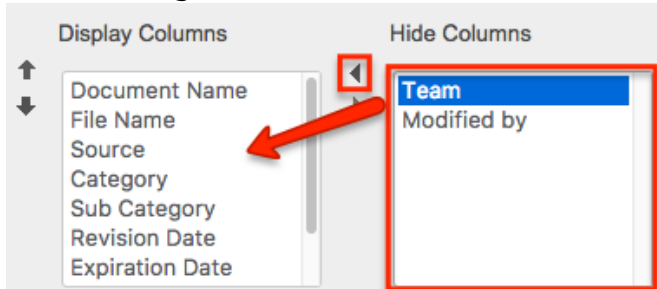 Display Columns
Hide Columns
Document Name
File Name
Source
Category
Sub Category
Revision Date
Expiration Date
Team
Modified by